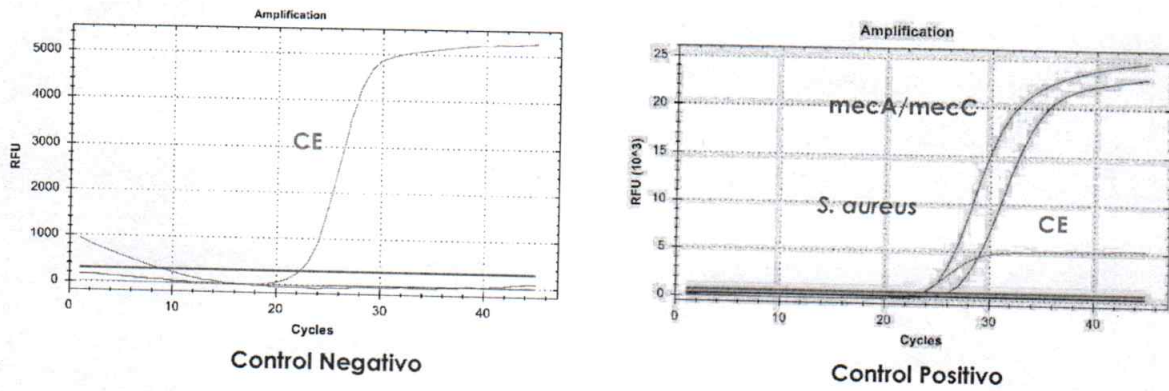 Amplification
5000
4000
3000
2000
1000
0
RFU
CE
0
10
20
30
40
Cycles
Control Negativo
Amplification
25
20
15
10
5
0
RFU (10^3)
mecA/mecC
S. aureus
CE
0
10
20
30
40
Cycles
Control Positivo